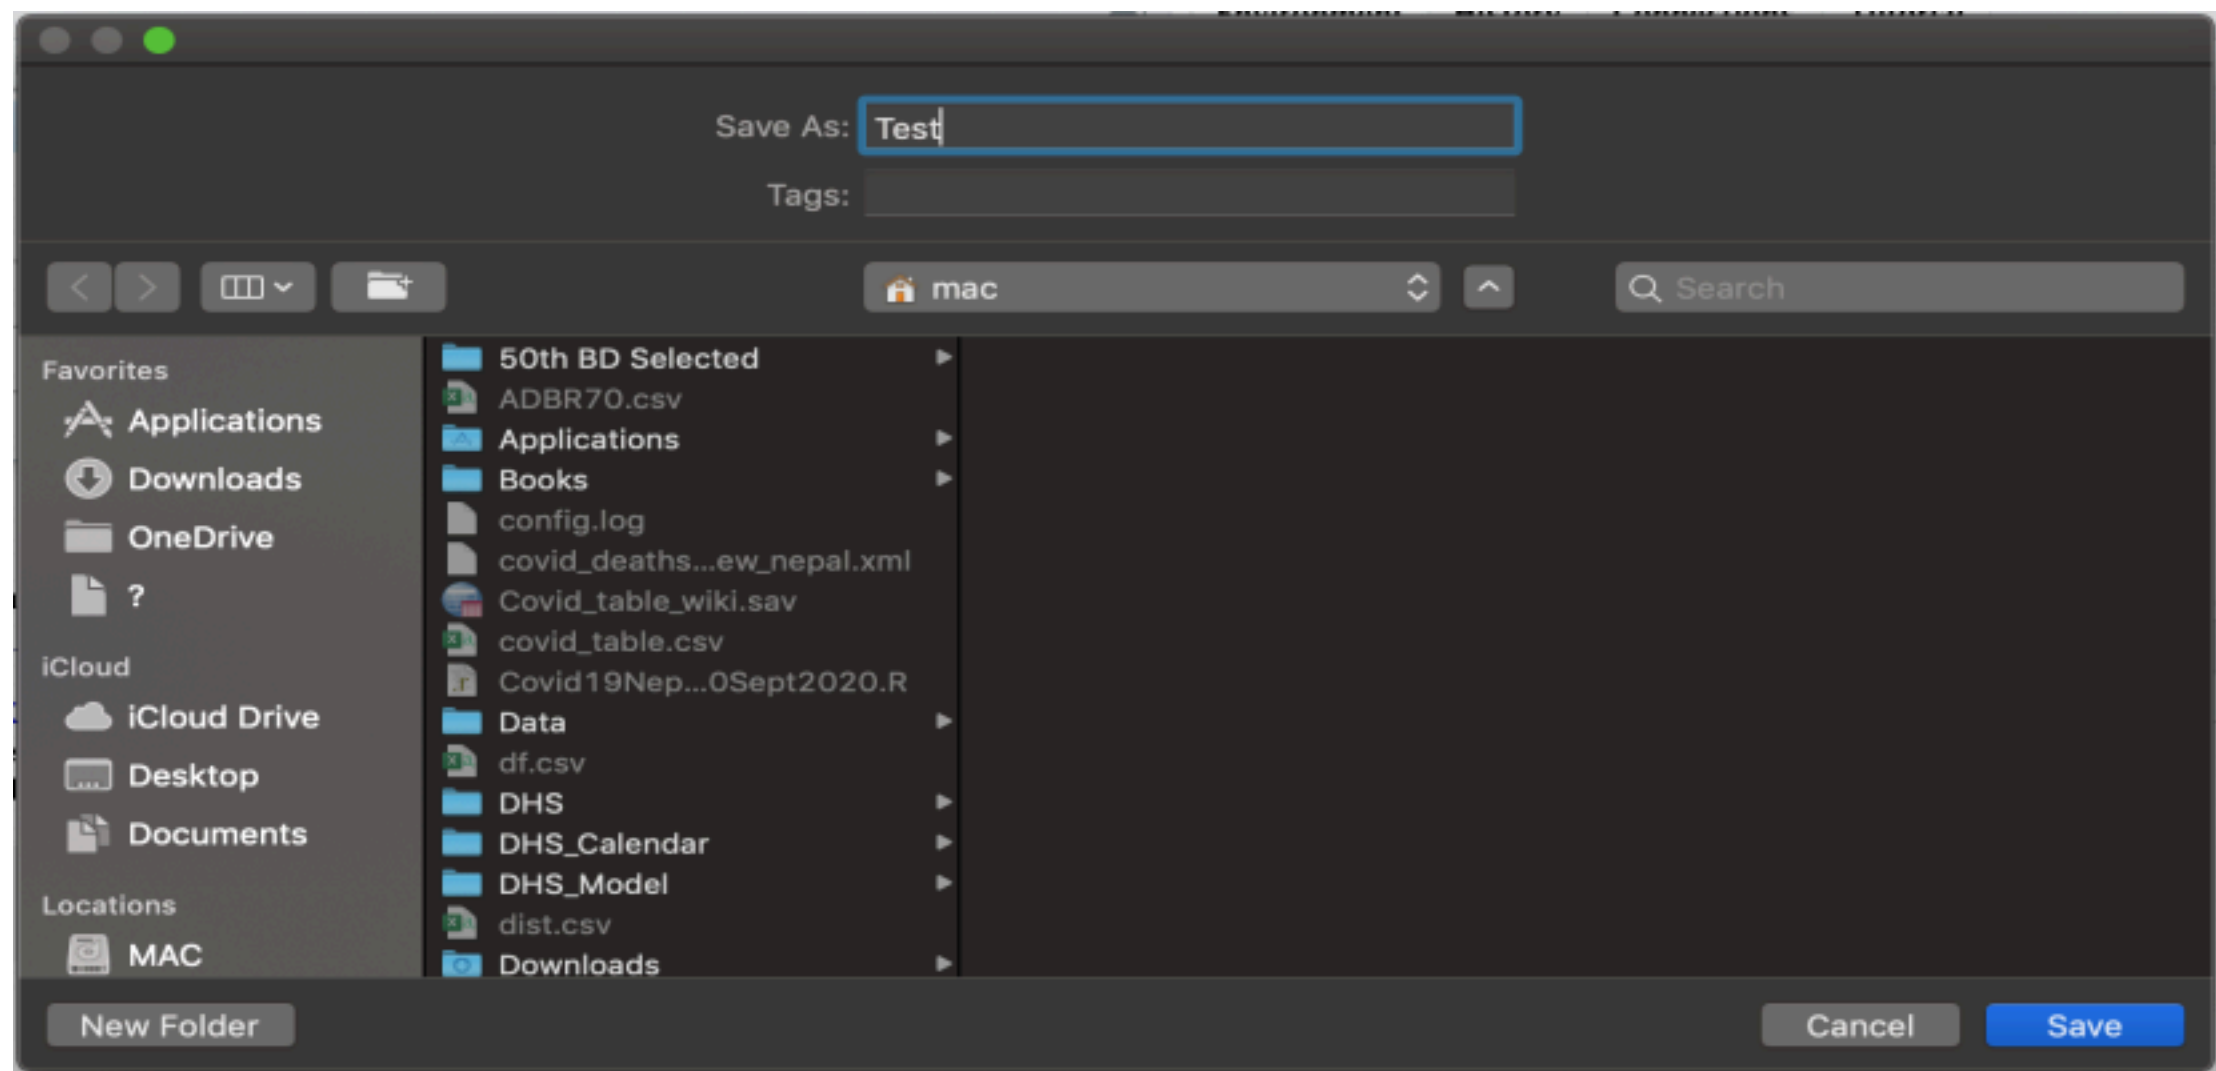 Save As: Test
Tags:
mac
Search
Favorites
Applications
Downloads
OneDrive
?
iCloud
iCloud Drive
Desktop
Documents
Locations
MAC
50th BD Selected
ADBR70.csv
Applications
Books
config.log
covid_deaths...ew_nepal.xml
Covid_table_wiki.sav
covid_table.csv
Covid19Nep...0Sept2020.R
Data
df.csv
DHS
DHS_Calendar
DHS_Model
dist.csv
Downloads
New Folder
Cancel
Save